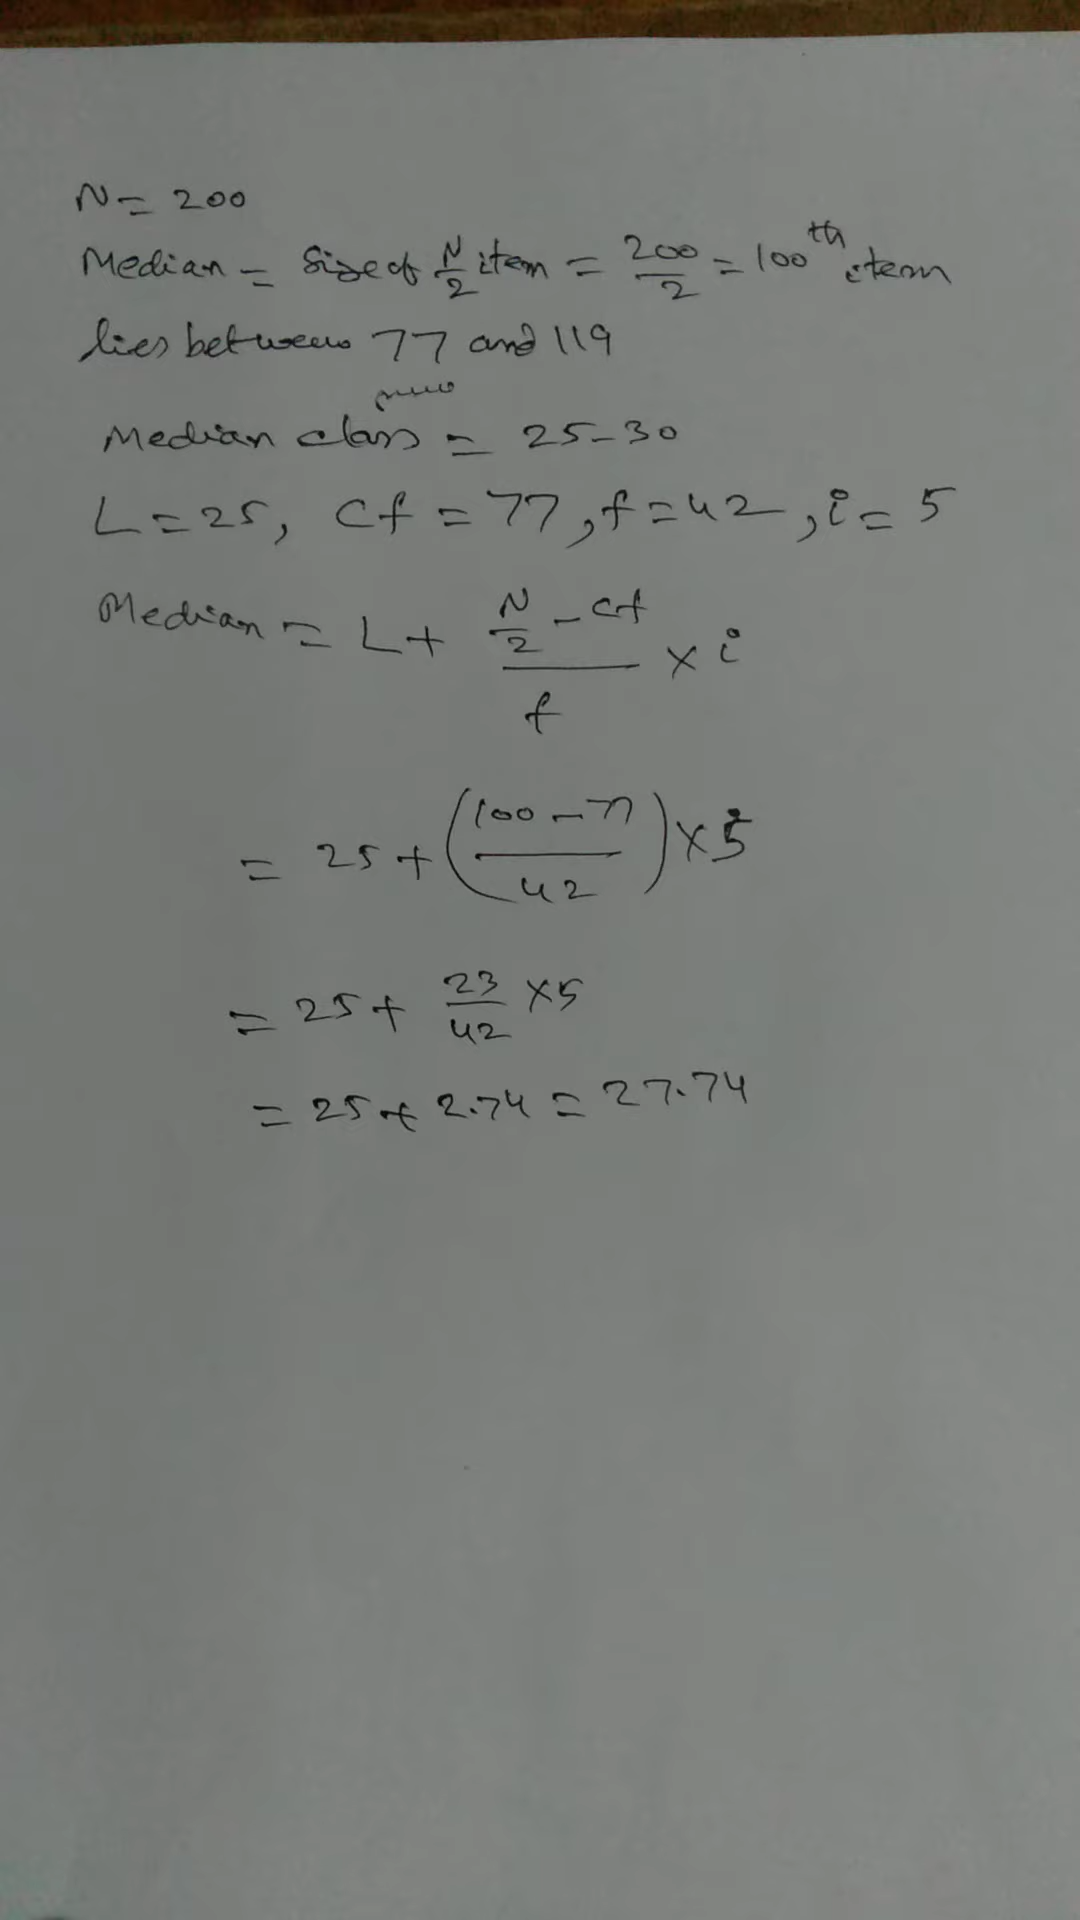 N = 200
Median = Size of N/2 item = 200/2 = 100th item
lies between 77 and 119
Median class = 25-30
L = 25, Cf = 77, f = 42, i = 5
Median = L + (N/2 - Cf)/f × i
= 25 + ((100 - 77)/42) × 5
= 25 + 23/42 × 5
= 25 + 2.74 = 27.74